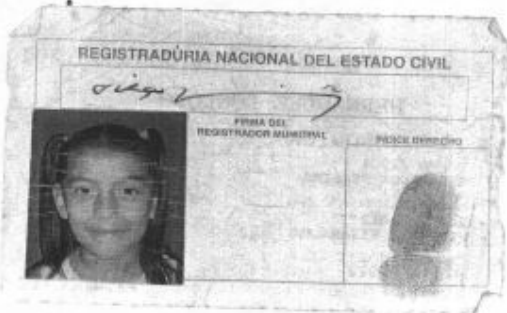 REGISTRADURIA NACIONAL DEL ESTADO CIVIL
FIRMA DEL
REGISTRADOR MUNICIPAL
INDICE DERECHO